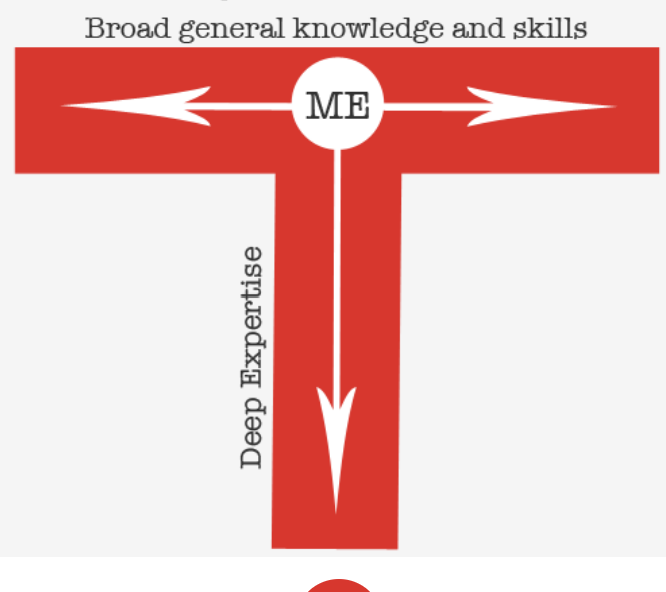 Broad general knowledge and skills
ME
Deep Expertise